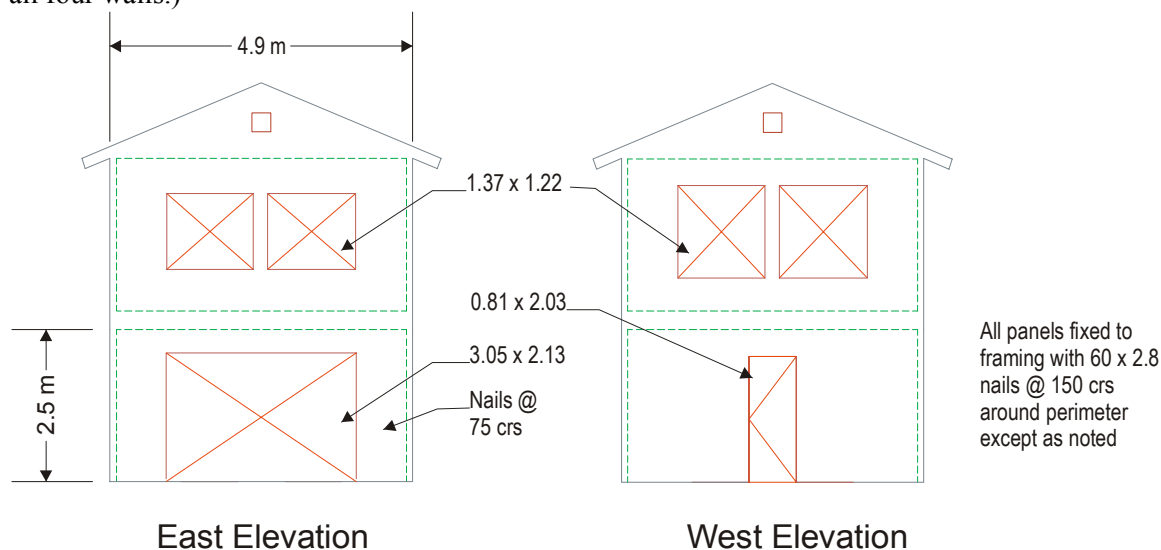 all four walls.)
4.9 m
1.37 x 1.22
0.81 x 2.03
3.05 x 2.13
Nails @
75 crs
2.5 m
All panels fixed to
framing with 60 x 2.8
nails @ 150 crs
around perimeter
except as noted
East Elevation
West Elevation